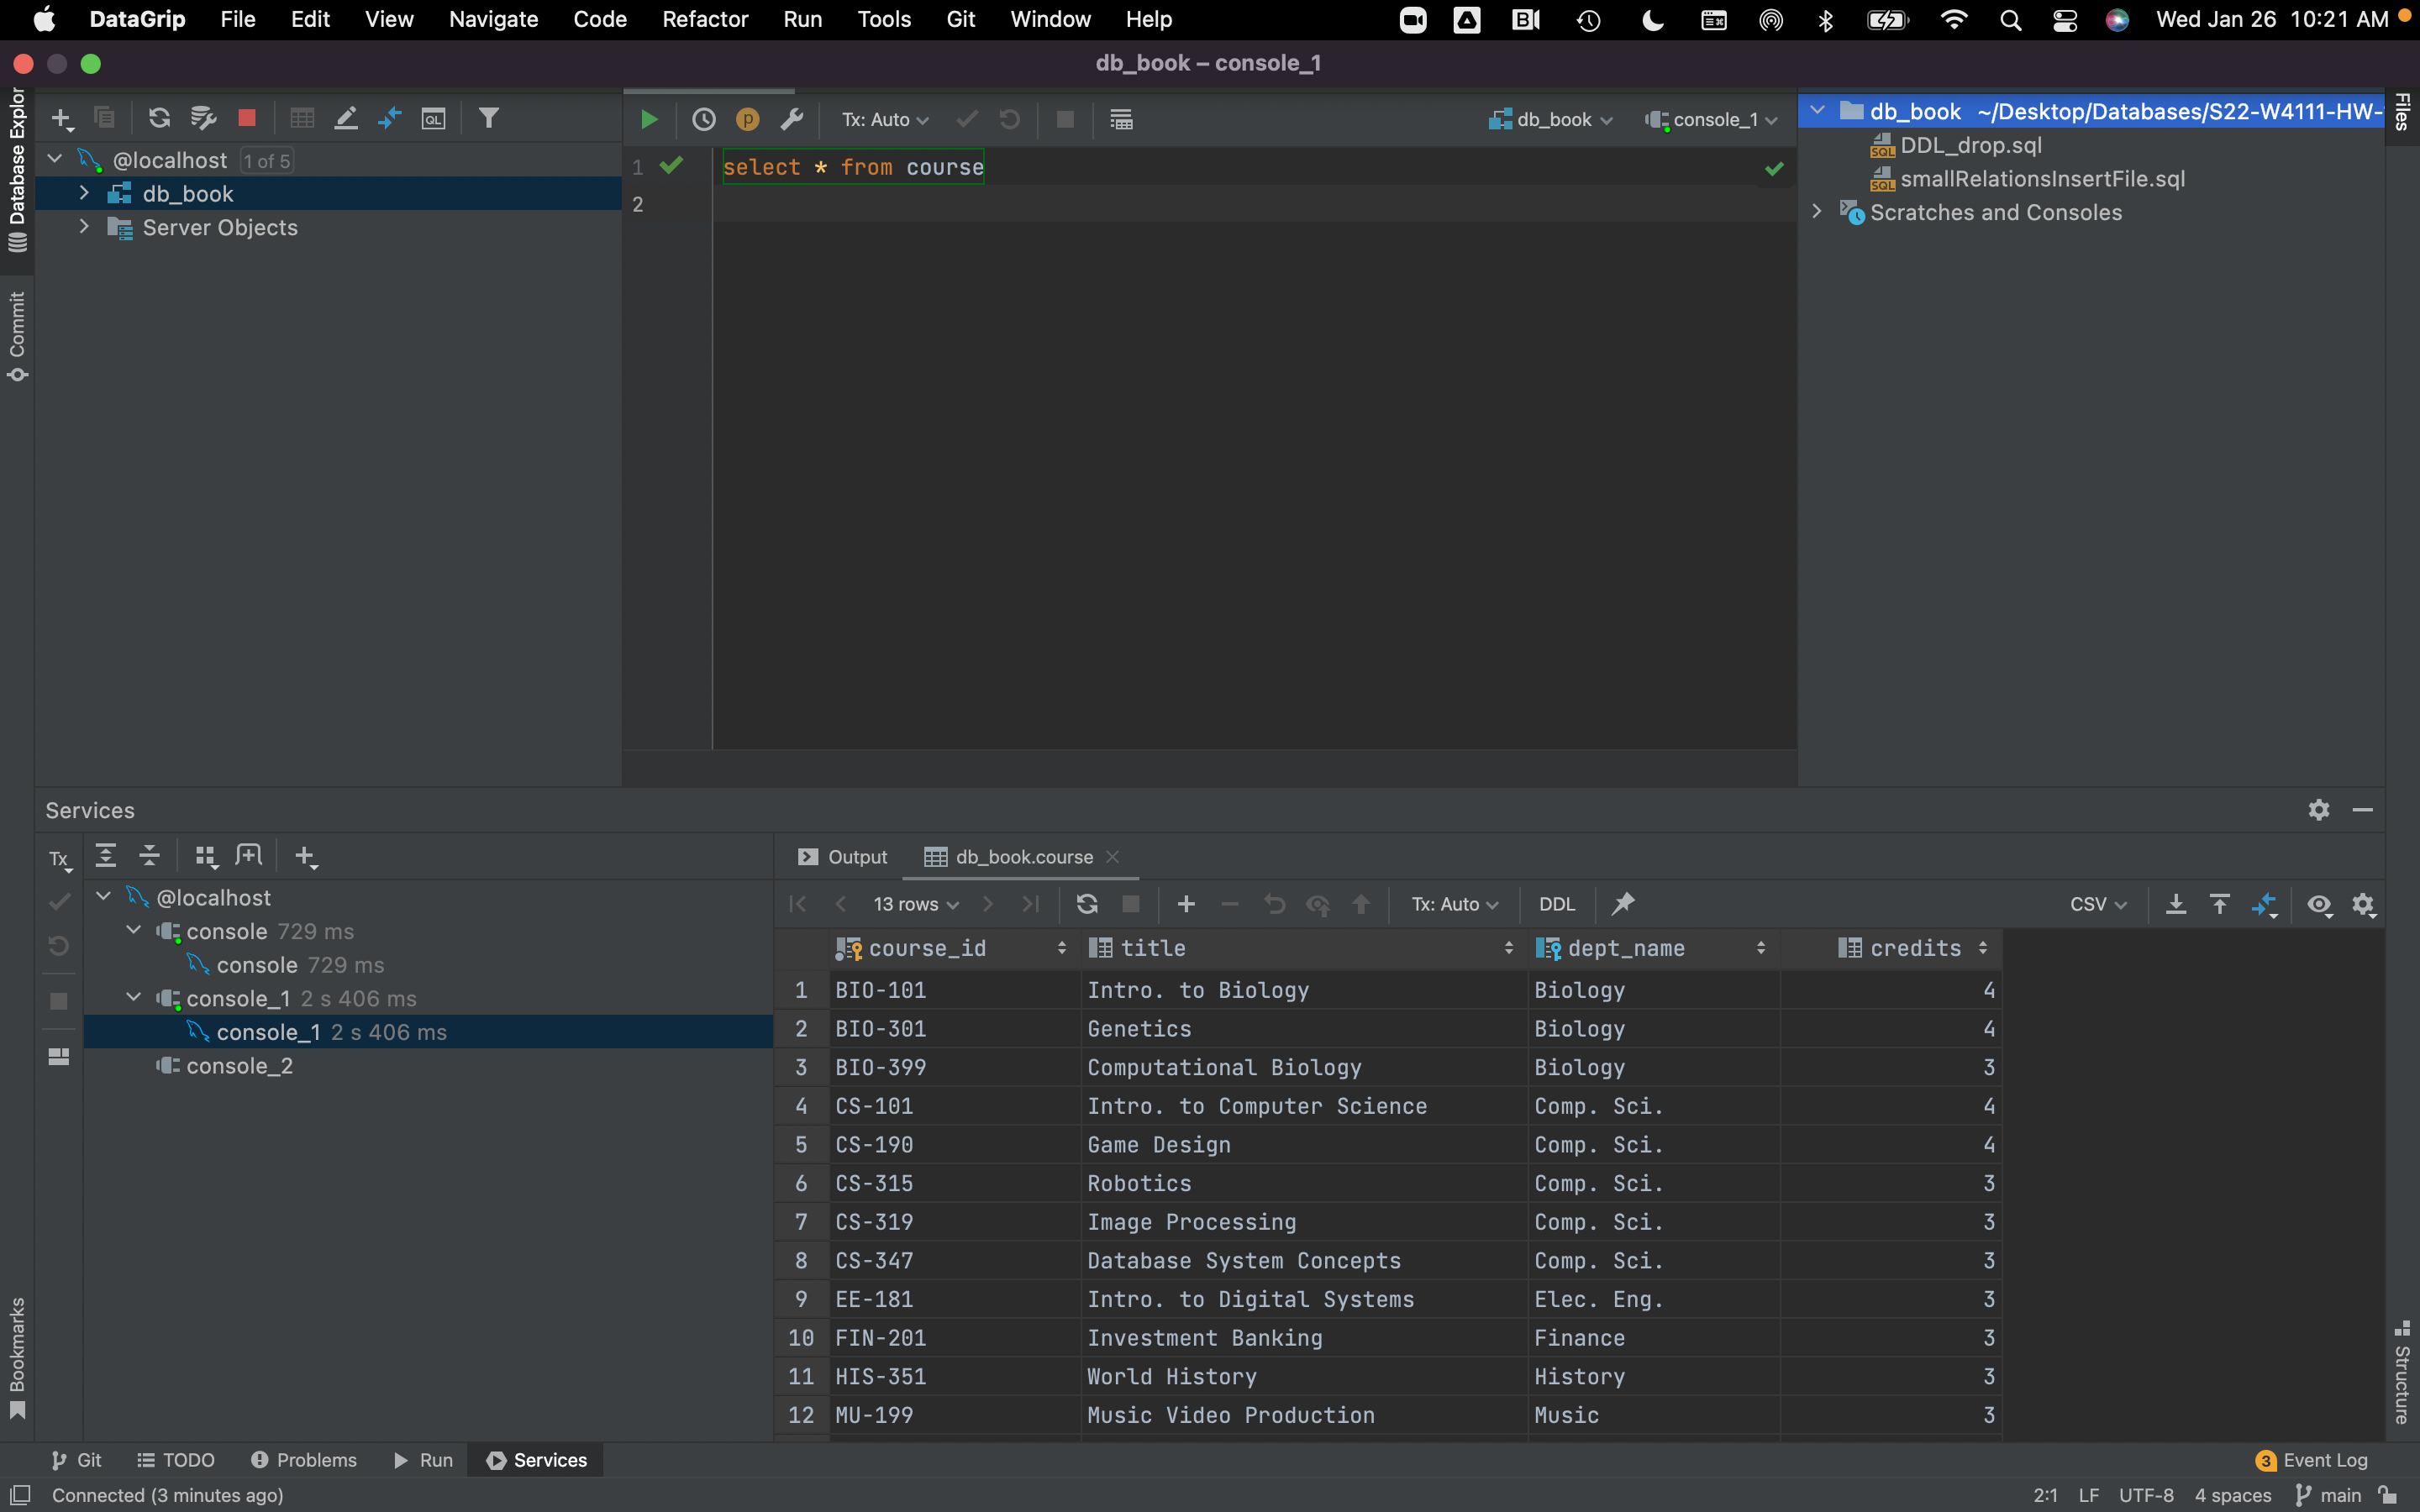 DataGrip File Edit View Navigate Code Refactor Run Tools Git Window Help Wed Jan 26 10:21 AM
db_book – console_1
Database Explor
Commit
Bookmarks
@localhost 1 of 5
db_book
Server Objects
Tx: Auto db_book console_1
1 select * from course
2
db_book ~/Desktop/Databases/S22-W4111-HW-
DDL_drop.sql
smallRelationsInsertFile.sql
Scratches and Consoles
Files
Structure
Services
Tx
@localhost
console 729 ms
console 729 ms
console_1 2 s 406 ms
console_1 2 s 406 ms
console_2
Output db_book.course
13 rows Tx: Auto DDL CSV
course_id title dept_name credits
1 BIO-101 Intro. to Biology Biology 4
2 BIO-301 Genetics Biology 4
3 BIO-399 Computational Biology Biology 3
4 CS-101 Intro. to Computer Science Comp. Sci. 4
5 CS-190 Game Design Comp. Sci. 4
6 CS-315 Robotics Comp. Sci. 3
7 CS-319 Image Processing Comp. Sci. 3
8 CS-347 Database System Concepts Comp. Sci. 3
9 EE-181 Intro. to Digital Systems Elec. Eng. 3
10 FIN-201 Investment Banking Finance 3
11 HIS-351 World History History 3
12 MU-199 Music Video Production Music 3
Git TODO Problems Run Services 3 Event Log
Connected (3 minutes ago) 2:1 LF UTF-8 4 spaces main